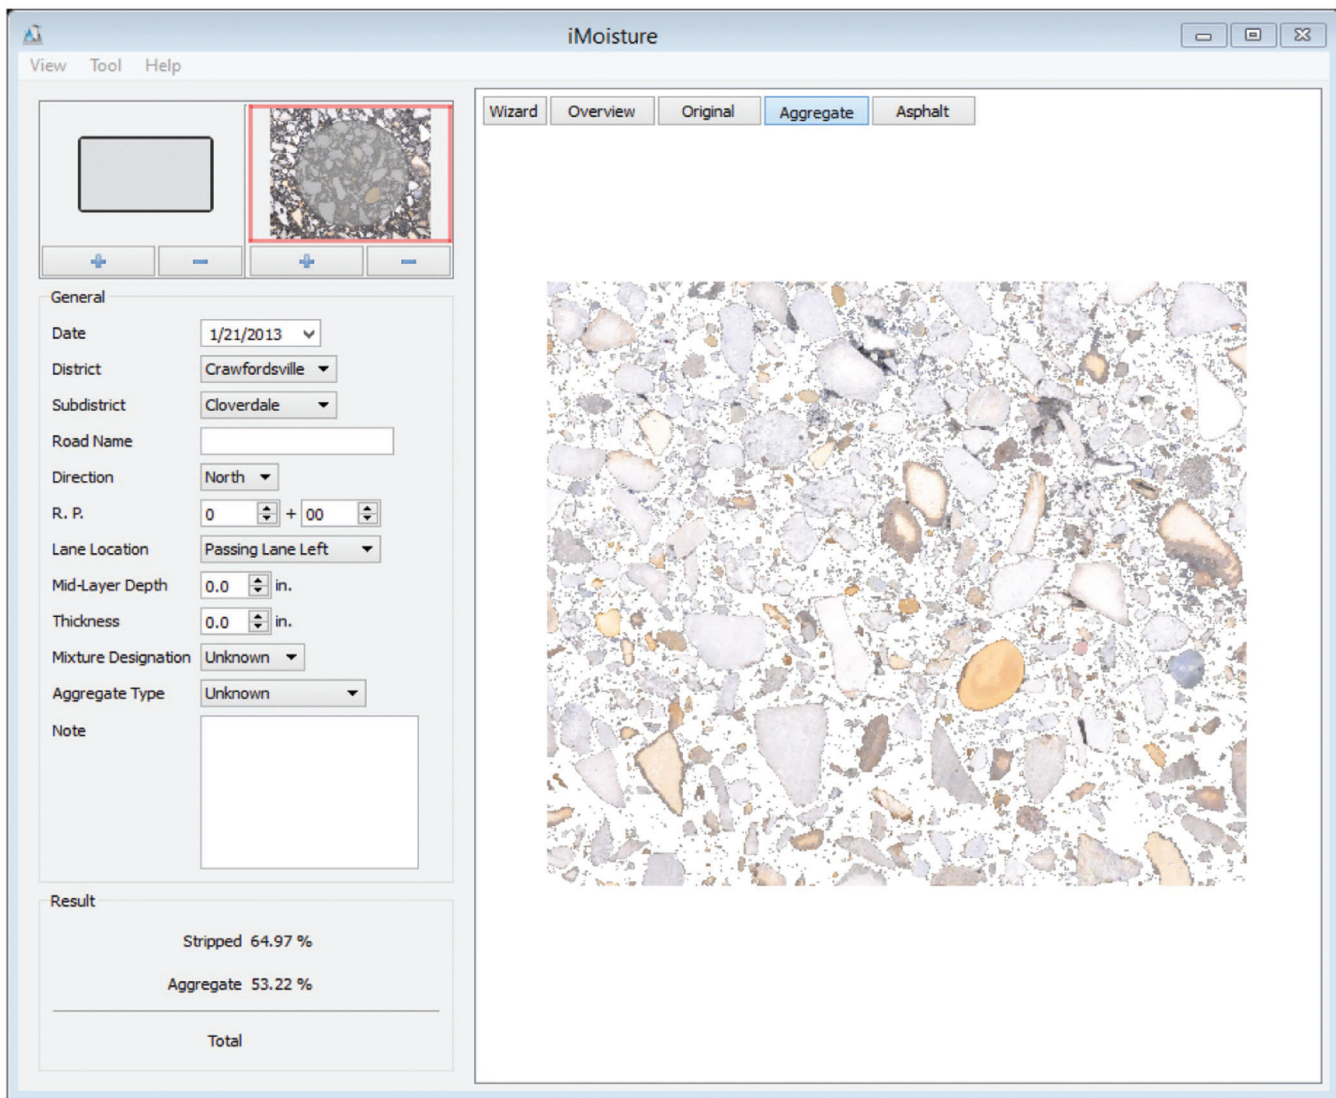 iMoisture
View Tool Help
Wizard Overview Original Aggregate Asphalt
General
Date 1/21/2013
District Crawfordsville
Subdistrict Cloverdale
Road Name
Direction North
R. P. 0 + 00
Lane Location Passing Lane Left
Mid-Layer Depth 0.0 in.
Thickness 0.0 in.
Mixture Designation Unknown
Aggregate Type Unknown
Note
Result
Stripped 64.97 %
Aggregate 53.22 %
Total